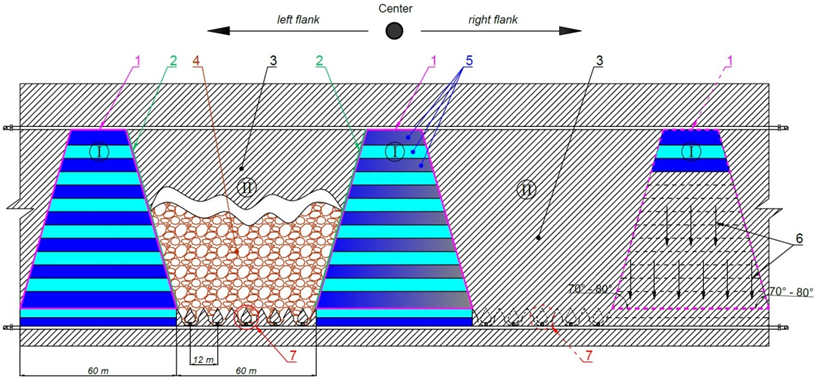 Center
left flank
right flank
1 2 4 3 2 1 5 3 1
I I I
II II
6
70° - 80° 70° - 80°
12 m 7 7
60 m 60 m